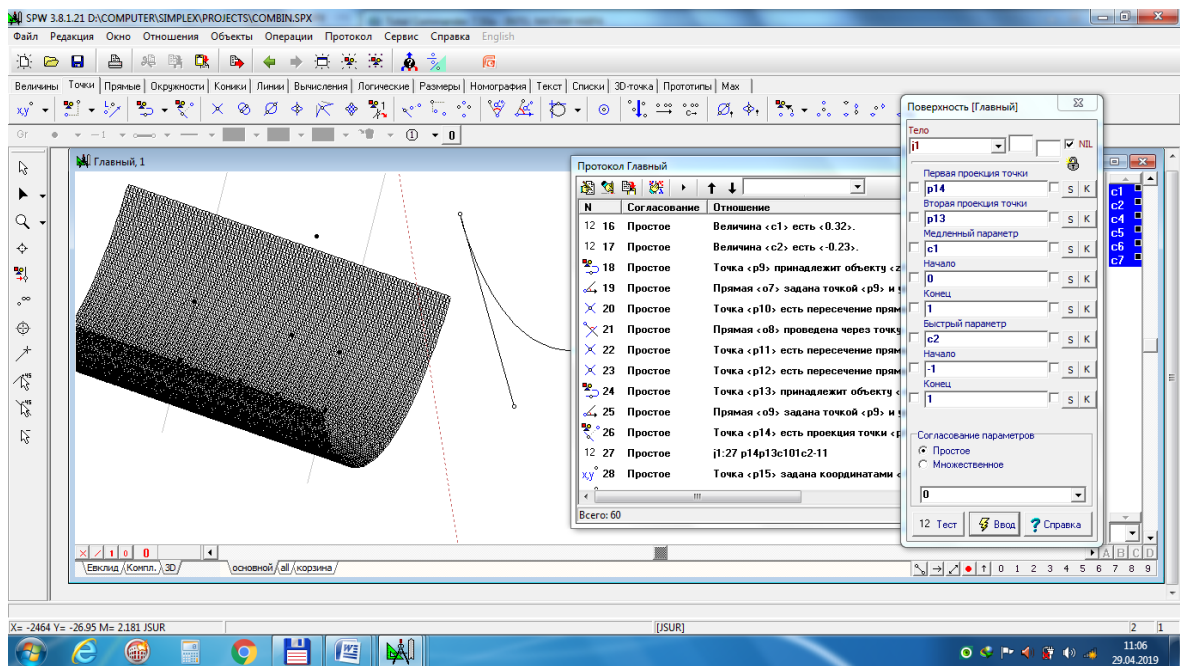 SPW 3.8.1.21 D:\COMPUTER\SIMPLEX\PROJECTS\COMBIN.SPX
Файл Редакция Окно Отношения Объекты Операции Протокол Сервис Справка English
Величины Точки Прямые Окружности Коники Линии Вычисления Логические Размеры Номография Текст Списки 3D-точка Прототипы Max
Gr -1 1 0
Главный, 1
Протокол Главный
N Согласование Отношение
12 16 Простое Величина <c1> есть <0.32>.
12 17 Простое Величина <c2> есть <-0.23>.
18 Простое Точка <p9> принадлежит объекту <z
19 Простое Прямая <o7> задана точкой <p9> и
20 Простое Точка <p10> есть пересечение прям
21 Простое Прямая <o8> проведена через точку
22 Простое Точка <p11> есть пересечение прям
23 Простое Точка <p12> есть пересечение прям
24 Простое Точка <p13> принадлежит объекту <
25 Простое Прямая <o9> задана точкой <p9> и
26 Простое Точка <p14> есть проекция точки <p
12 27 Простое j1:27 p14p13c101c2-11
x,y 28 Простое Точка <p15> задана координатами <
Всего: 60
Поверхность [Главный]
Тело
j1 NIL
Первая проекция точки
p14 S K
Вторая проекция точки
p13 S K
Медленный параметр
c1 S K
Начало
0 S K
Конец
1 S K
Быстрый параметр
c2 S K
Начало
-1 S K
Конец
1 S K
Согласование параметров
Простое
Множественное
0
12 Тест Ввод Справка
c1
c2
c4
c5
c6
c7
A B C D
1 0 0
Евклид Компл. 3D основной all корзина
0 1 2 3 4 5 6 7 8 9
X= -2464 Y= -26.95 M= 2.181 JSUR [JSUR] 2 1
11:06
29.04.2019